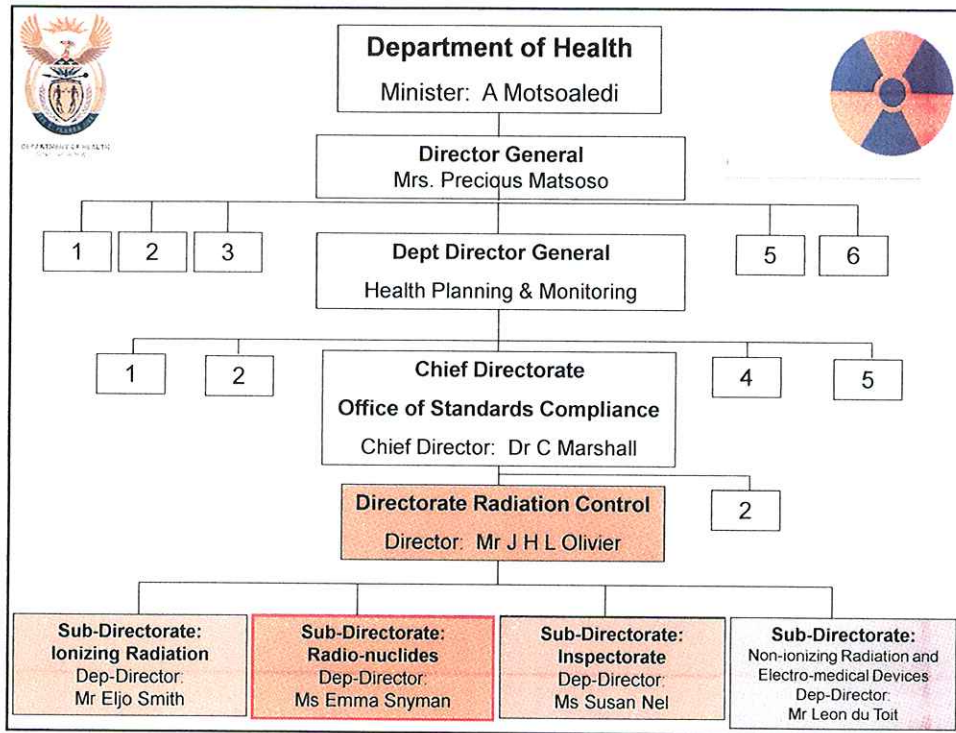 Department of Health
Minister: A Motsoaledi
DEPARTMENT OF HEALTH
Director General
Mrs. Precious Matsoso
1
2
3
5
6
Dept Director General
Health Planning & Monitoring
1
2
4
5
Chief Directorate
Office of Standards Compliance
Chief Director: Dr C Marshall
2
Directorate Radiation Control
Director: Mr J H L Olivier
Sub-Directorate:
Ionizing Radiation
Dep-Director:
Mr Eljo Smith
Sub-Directorate:
Radio-nuclides
Dep-Director:
Ms Emma Snyman
Sub-Directorate:
Inspectorate
Dep-Director:
Ms Susan Nel
Sub-Directorate:
Non-ionizing Radiation and
Electro-medical Devices
Dep-Director:
Mr Leon du Toit